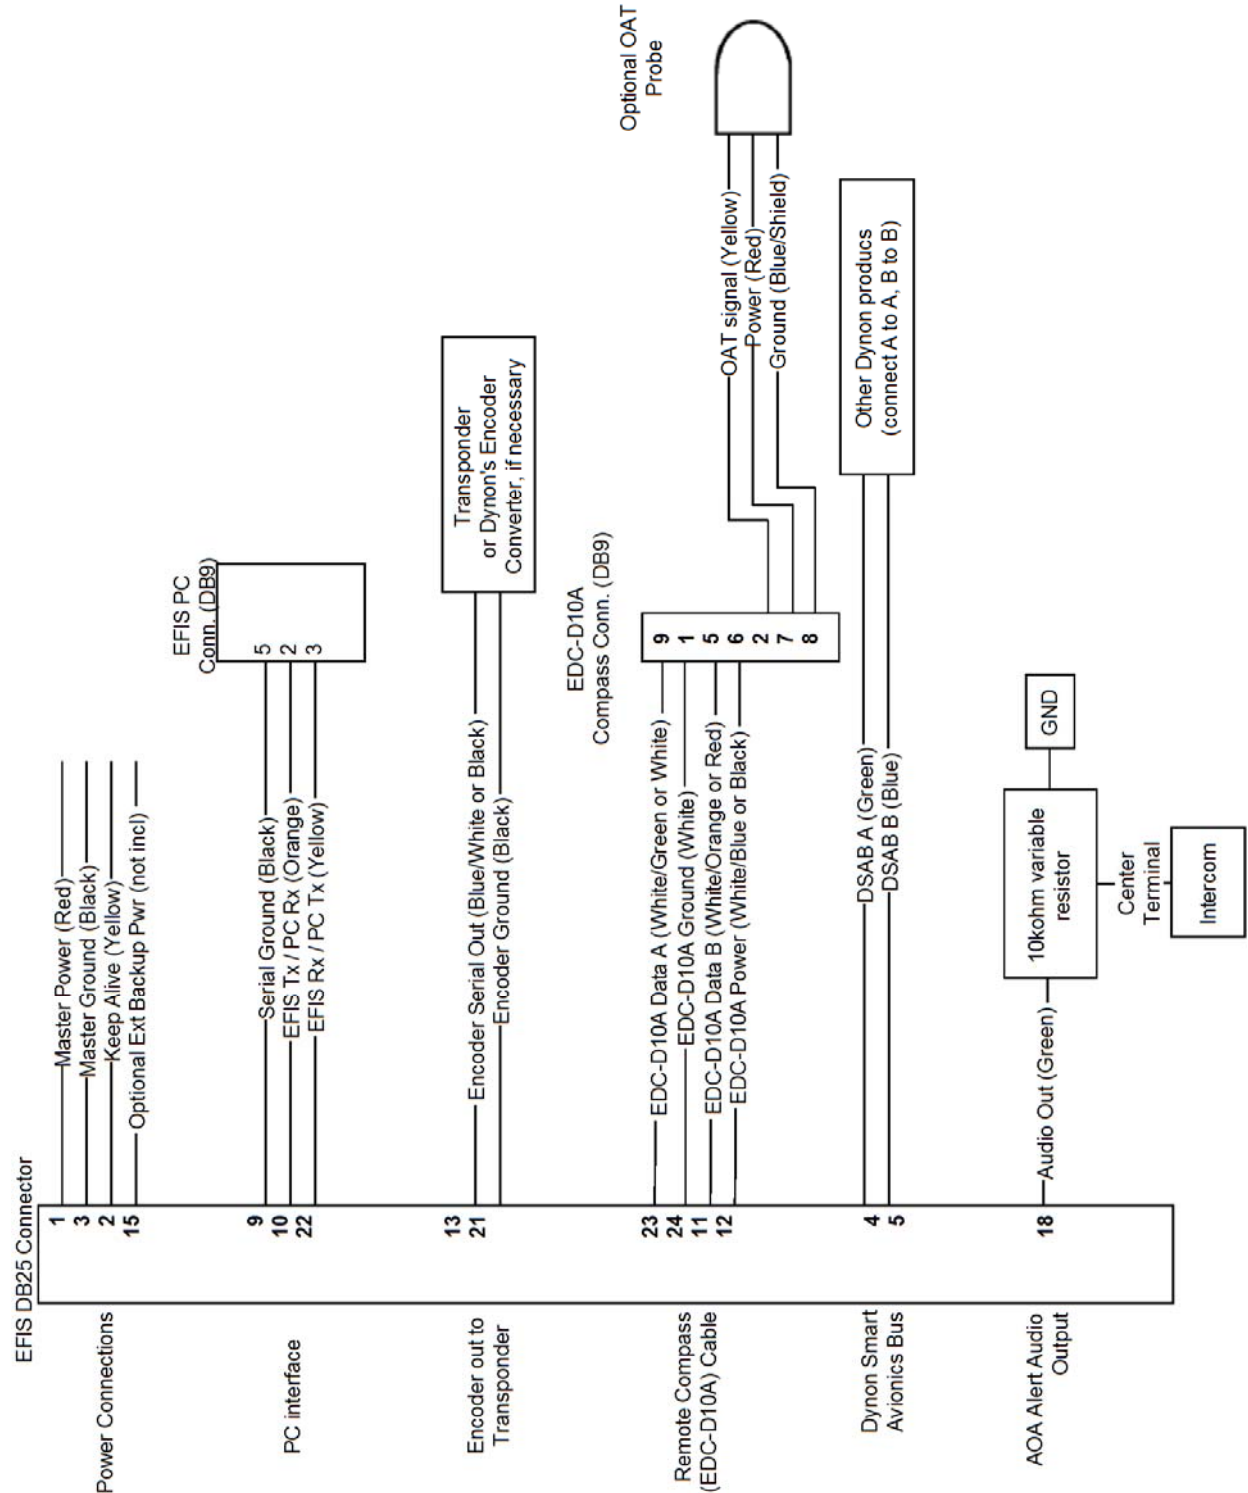 EFIS DB25 Connector
Power Connections
1
Master Power (Red)
3
Master Ground (Black)
2
Keep Alive (Yellow)
15
Optional Ext Backup Pwr (not incl)
PC interface
9
Serial Ground (Black)
5
10
EFIS Tx / PC Rx (Orange)
2
22
EFIS Rx / PC Tx (Yellow)
3
EFIS PC
Conn. (DB9)
Encoder out to
Transponder
13
Encoder Serial Out (Blue/White or Black)
21
Encoder Ground (Black)
Transponder
or Dynon's Encoder
Converter, if necessary
Remote Compass
(EDC-D10A) Cable
23
EDC-D10A Data A (White/Green or White)
9
24
EDC-D10A Ground (White)
1
11
EDC-D10A Data B (White/Orange or Red)
5
12
EDC-D10A Power (White/Blue or Black)
6
2
7
8
EDC-D10A
Compass Conn. (DB9)
OAT signal (Yellow)
Power (Red)
Ground (Blue/Shield)
Optional OAT
Probe
Dynon Smart
Avionics Bus
4
DSAB A (Green)
5
DSAB B (Blue)
Other Dynon producs
(connect A to A, B to B)
AOA Alert Audio
Output
18
Audio Out (Green)
10kohm variable
resistor
GND
Center
Terminal
Intercom